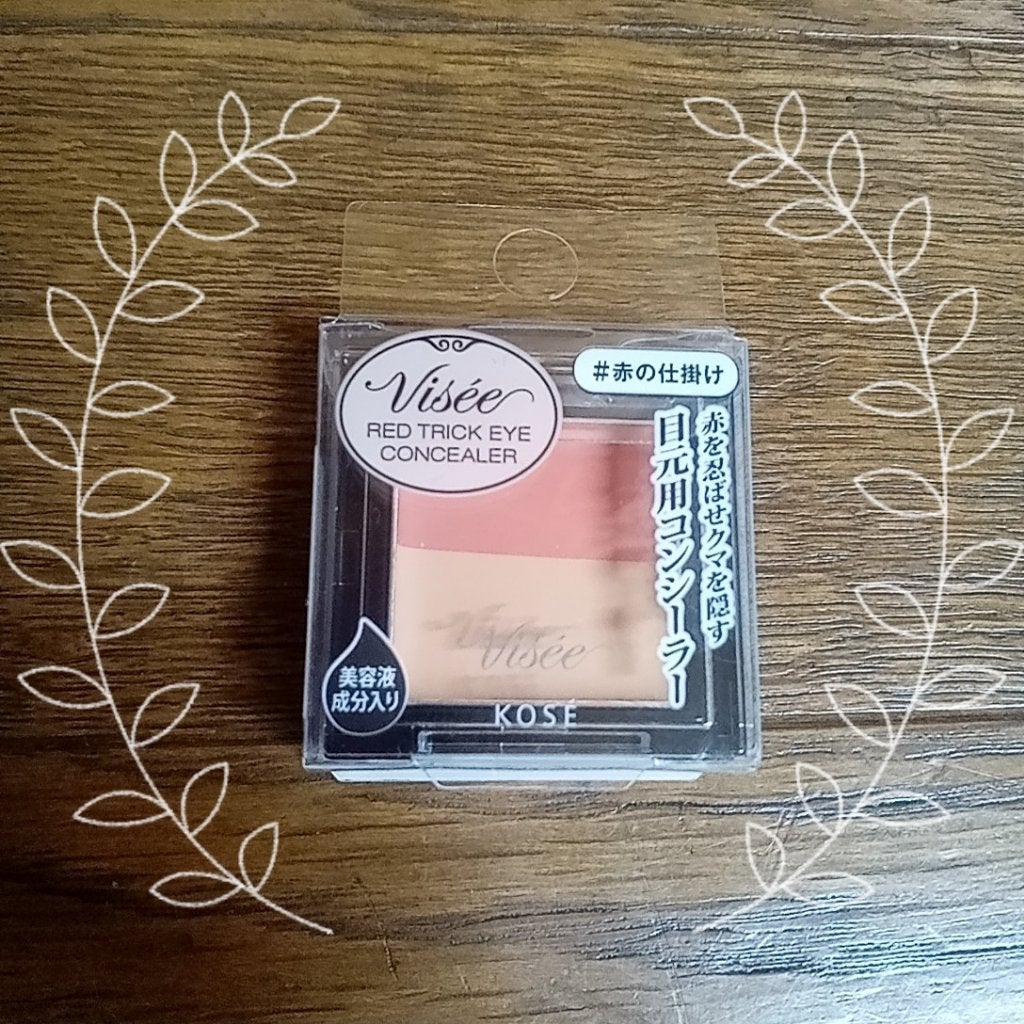 Visée
RED TRICK EYE
CONCEALER
#赤の仕掛け
赤を忍ばせクマを隠す
目元用コンシーラー
Visée
美容液
成分入り
KOSÉ